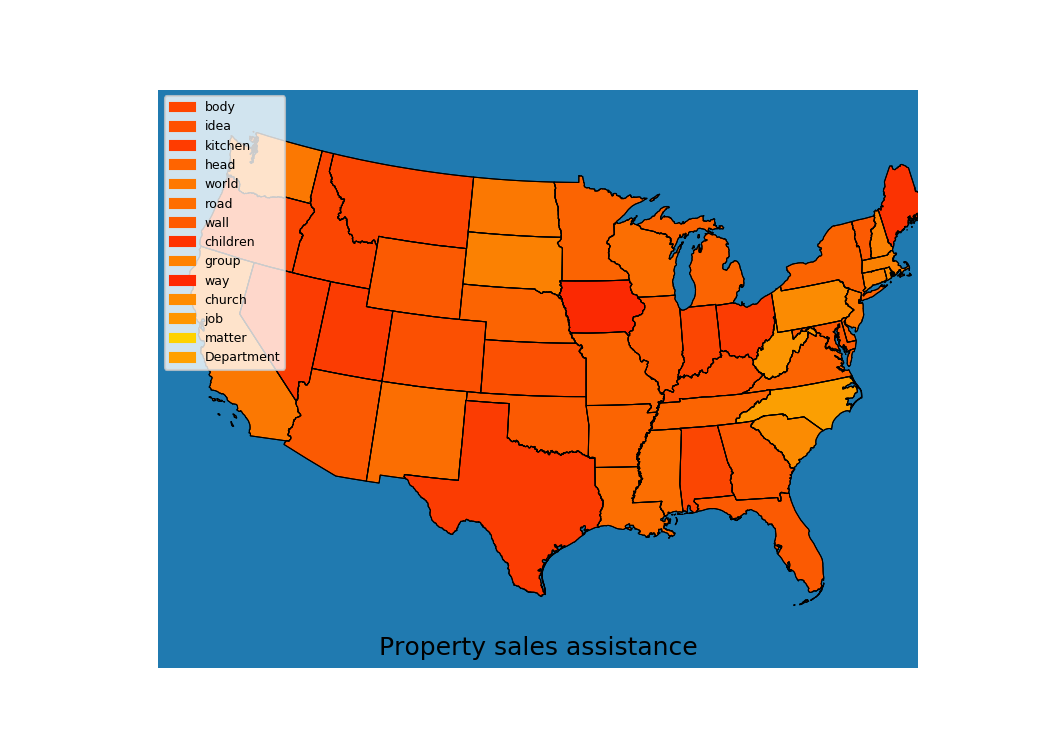 body
idea
kitchen
head
world
road
wall
children
group
way
church
job
matter
Department
Property sales assistance